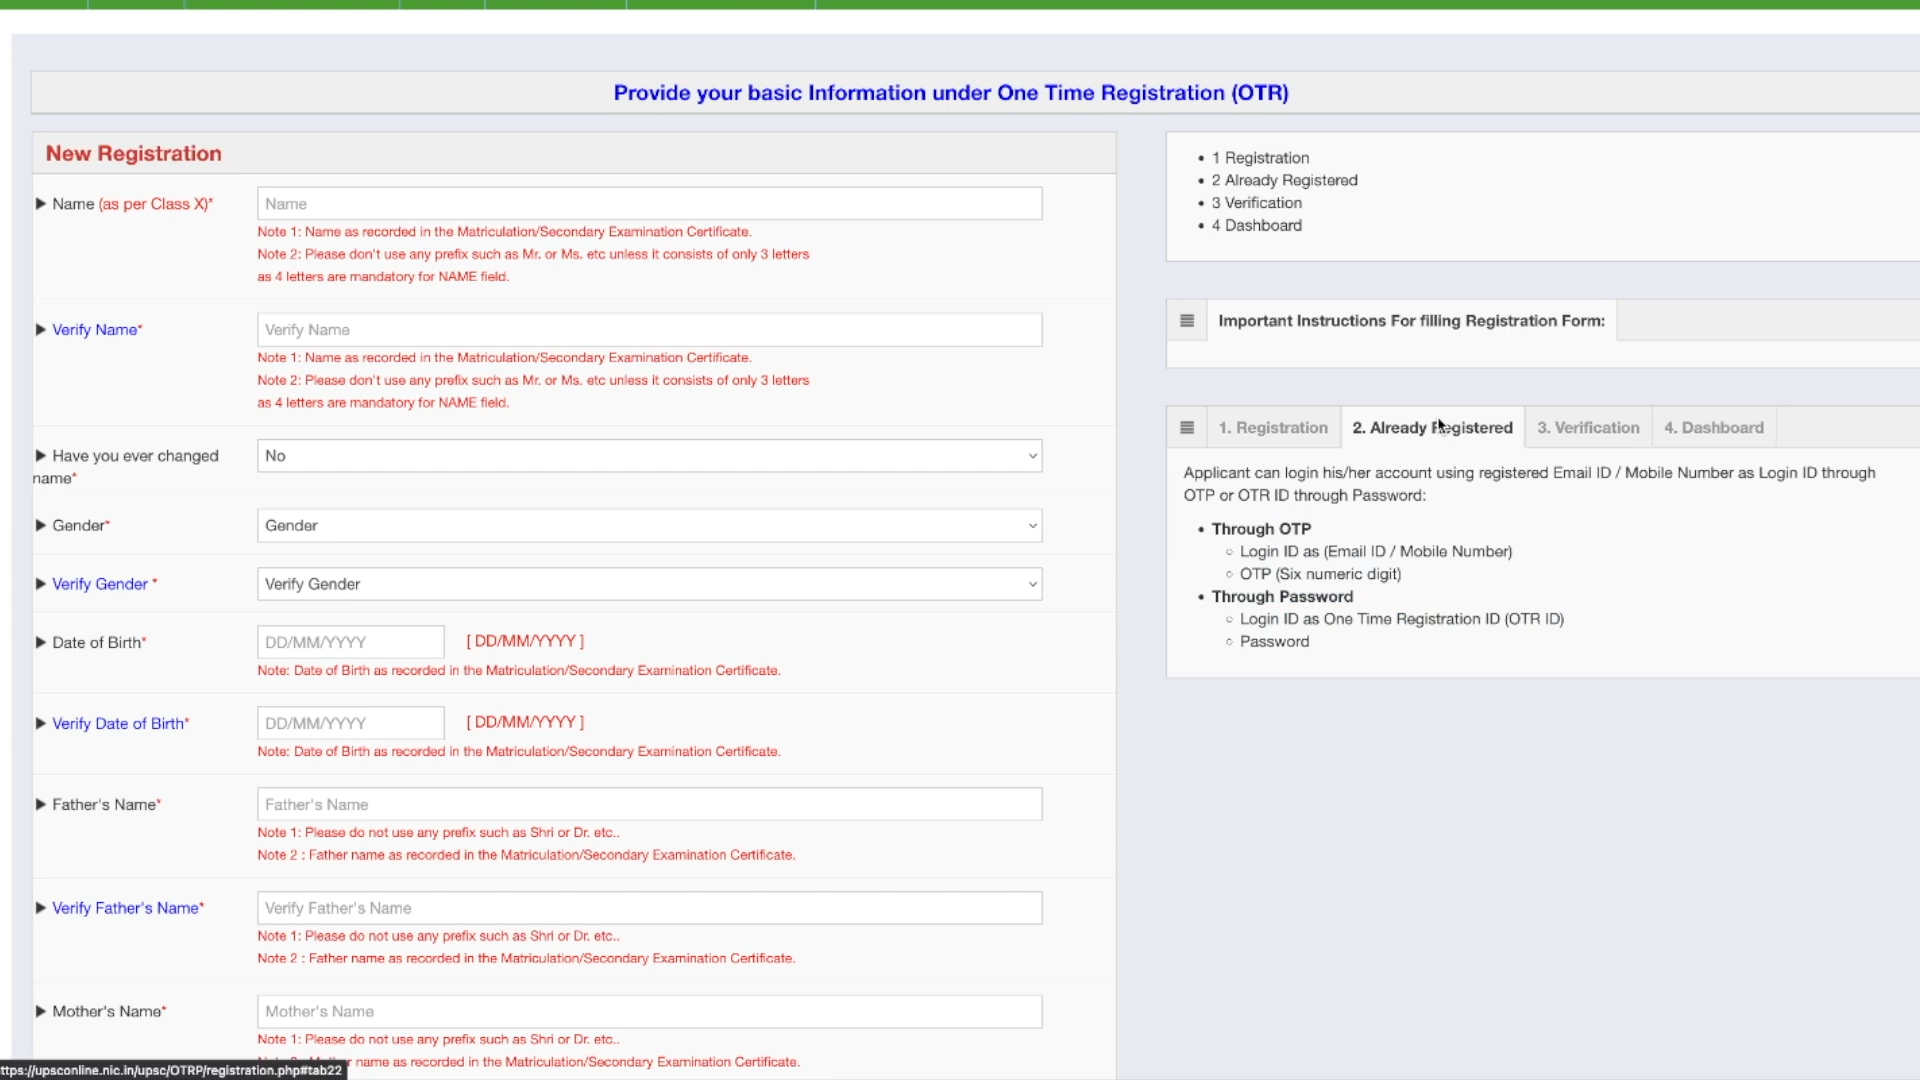 Provide your basic Information under One Time Registration (OTR)
New Registration
Name (as per Class X)*
Name
Note 1: Name as recorded in the Matriculation/Secondary Examination Certificate.
Note 2: Please don't use any prefix such as Mr. or Ms. etc unless it consists of only 3 letters
as 4 letters are mandatory for NAME field.
Verify Name*
Verify Name
Note 1: Name as recorded in the Matriculation/Secondary Examination Certificate.
Note 2: Please don't use any prefix such as Mr. or Ms. etc unless it consists of only 3 letters
as 4 letters are mandatory for NAME field.
Have you ever changed
name*
No
Gender*
Gender
Verify Gender *
Verify Gender
Date of Birth*
DD/MM/YYYY
[ DD/MM/YYYY ]
Note: Date of Birth as recorded in the Matriculation/Secondary Examination Certificate.
Verify Date of Birth*
DD/MM/YYYY
[ DD/MM/YYYY ]
Note: Date of Birth as recorded in the Matriculation/Secondary Examination Certificate.
Father's Name*
Father's Name
Note 1: Please do not use any prefix such as Shri or Dr. etc..
Note 2 : Father name as recorded in the Matriculation/Secondary Examination Certificate.
Verify Father's Name*
Verify Father's Name
Note 1: Please do not use any prefix such as Shri or Dr. etc..
Note 2 : Father name as recorded in the Matriculation/Secondary Examination Certificate.
Mother's Name*
Mother's Name
Note 1: Please do not use any prefix such as Shri or Dr. etc..
name as recorded in the Matriculation/Secondary Examination Certificate.
ttps://upsconline.nic.in/upsc/OTRP/registration.php#tab22
1 Registration
2 Already Registered
3 Verification
4 Dashboard
Important Instructions For filling Registration Form:
1. Registration
2. Already Registered
3. Verification
4. Dashboard
Applicant can login his/her account using registered Email ID / Mobile Number as Login ID through
OTP or OTR ID through Password:
Through OTP
Login ID as (Email ID / Mobile Number)
OTP (Six numeric digit)
Through Password
Login ID as One Time Registration ID (OTR ID)
Password